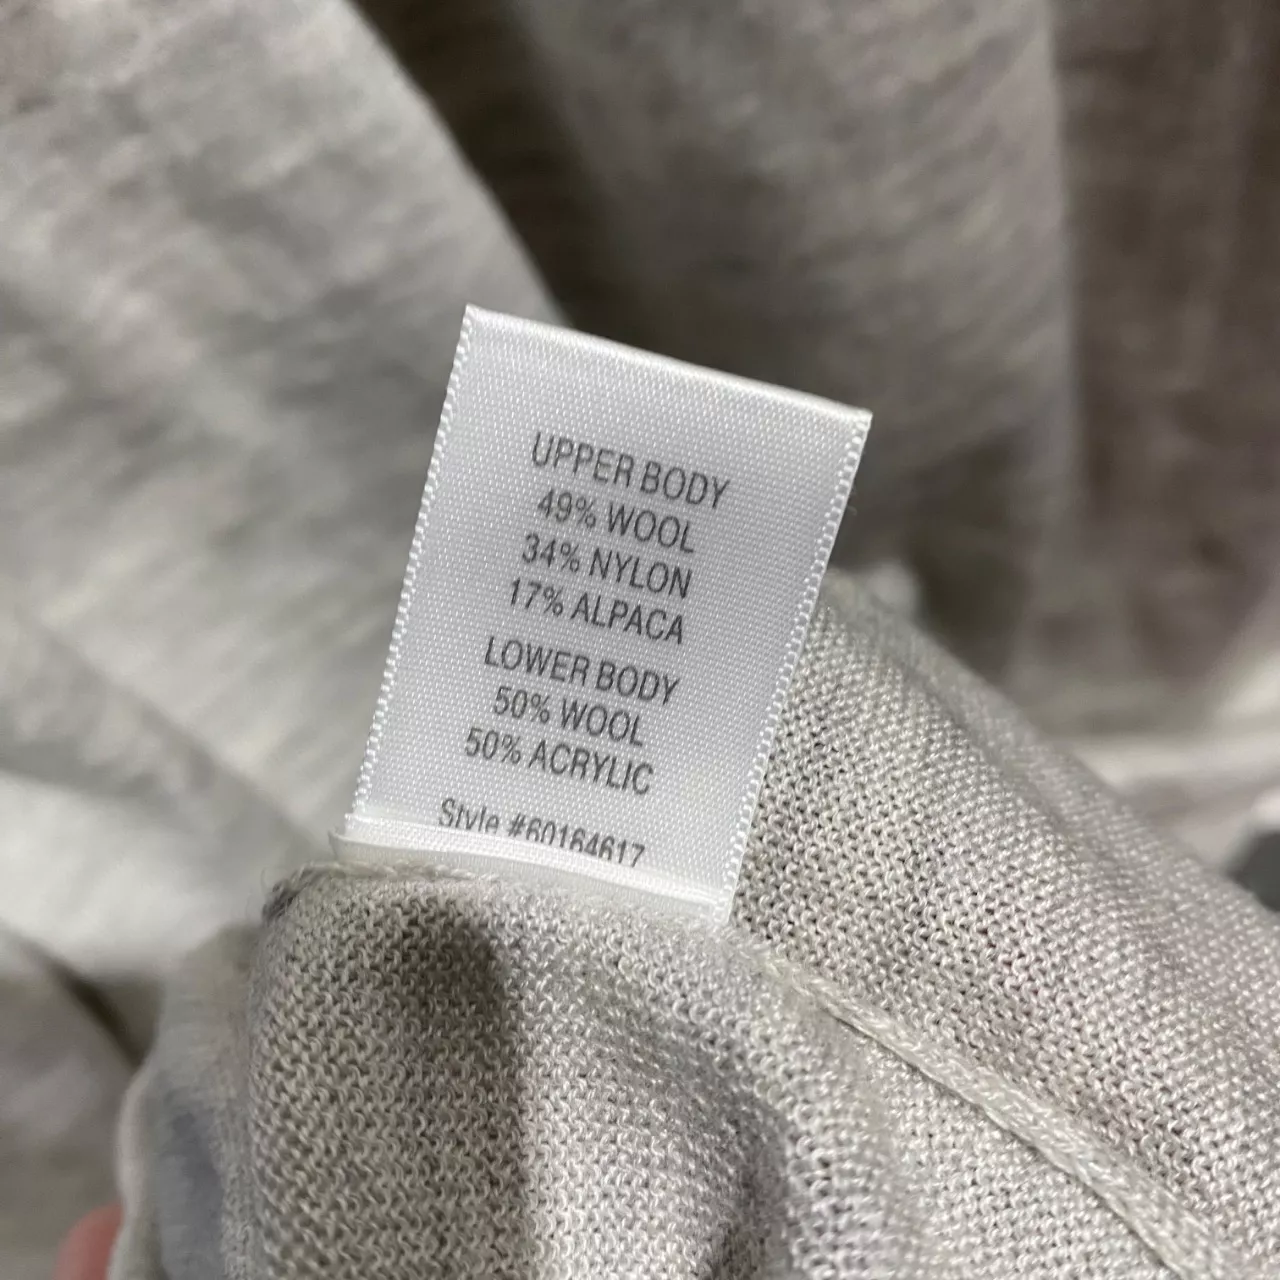 UPPER BODY
49% WOOL
34% NYLON
17% ALPACA
LOWER BODY
50% WOOL
50% ACRYLIC
Style #60164617